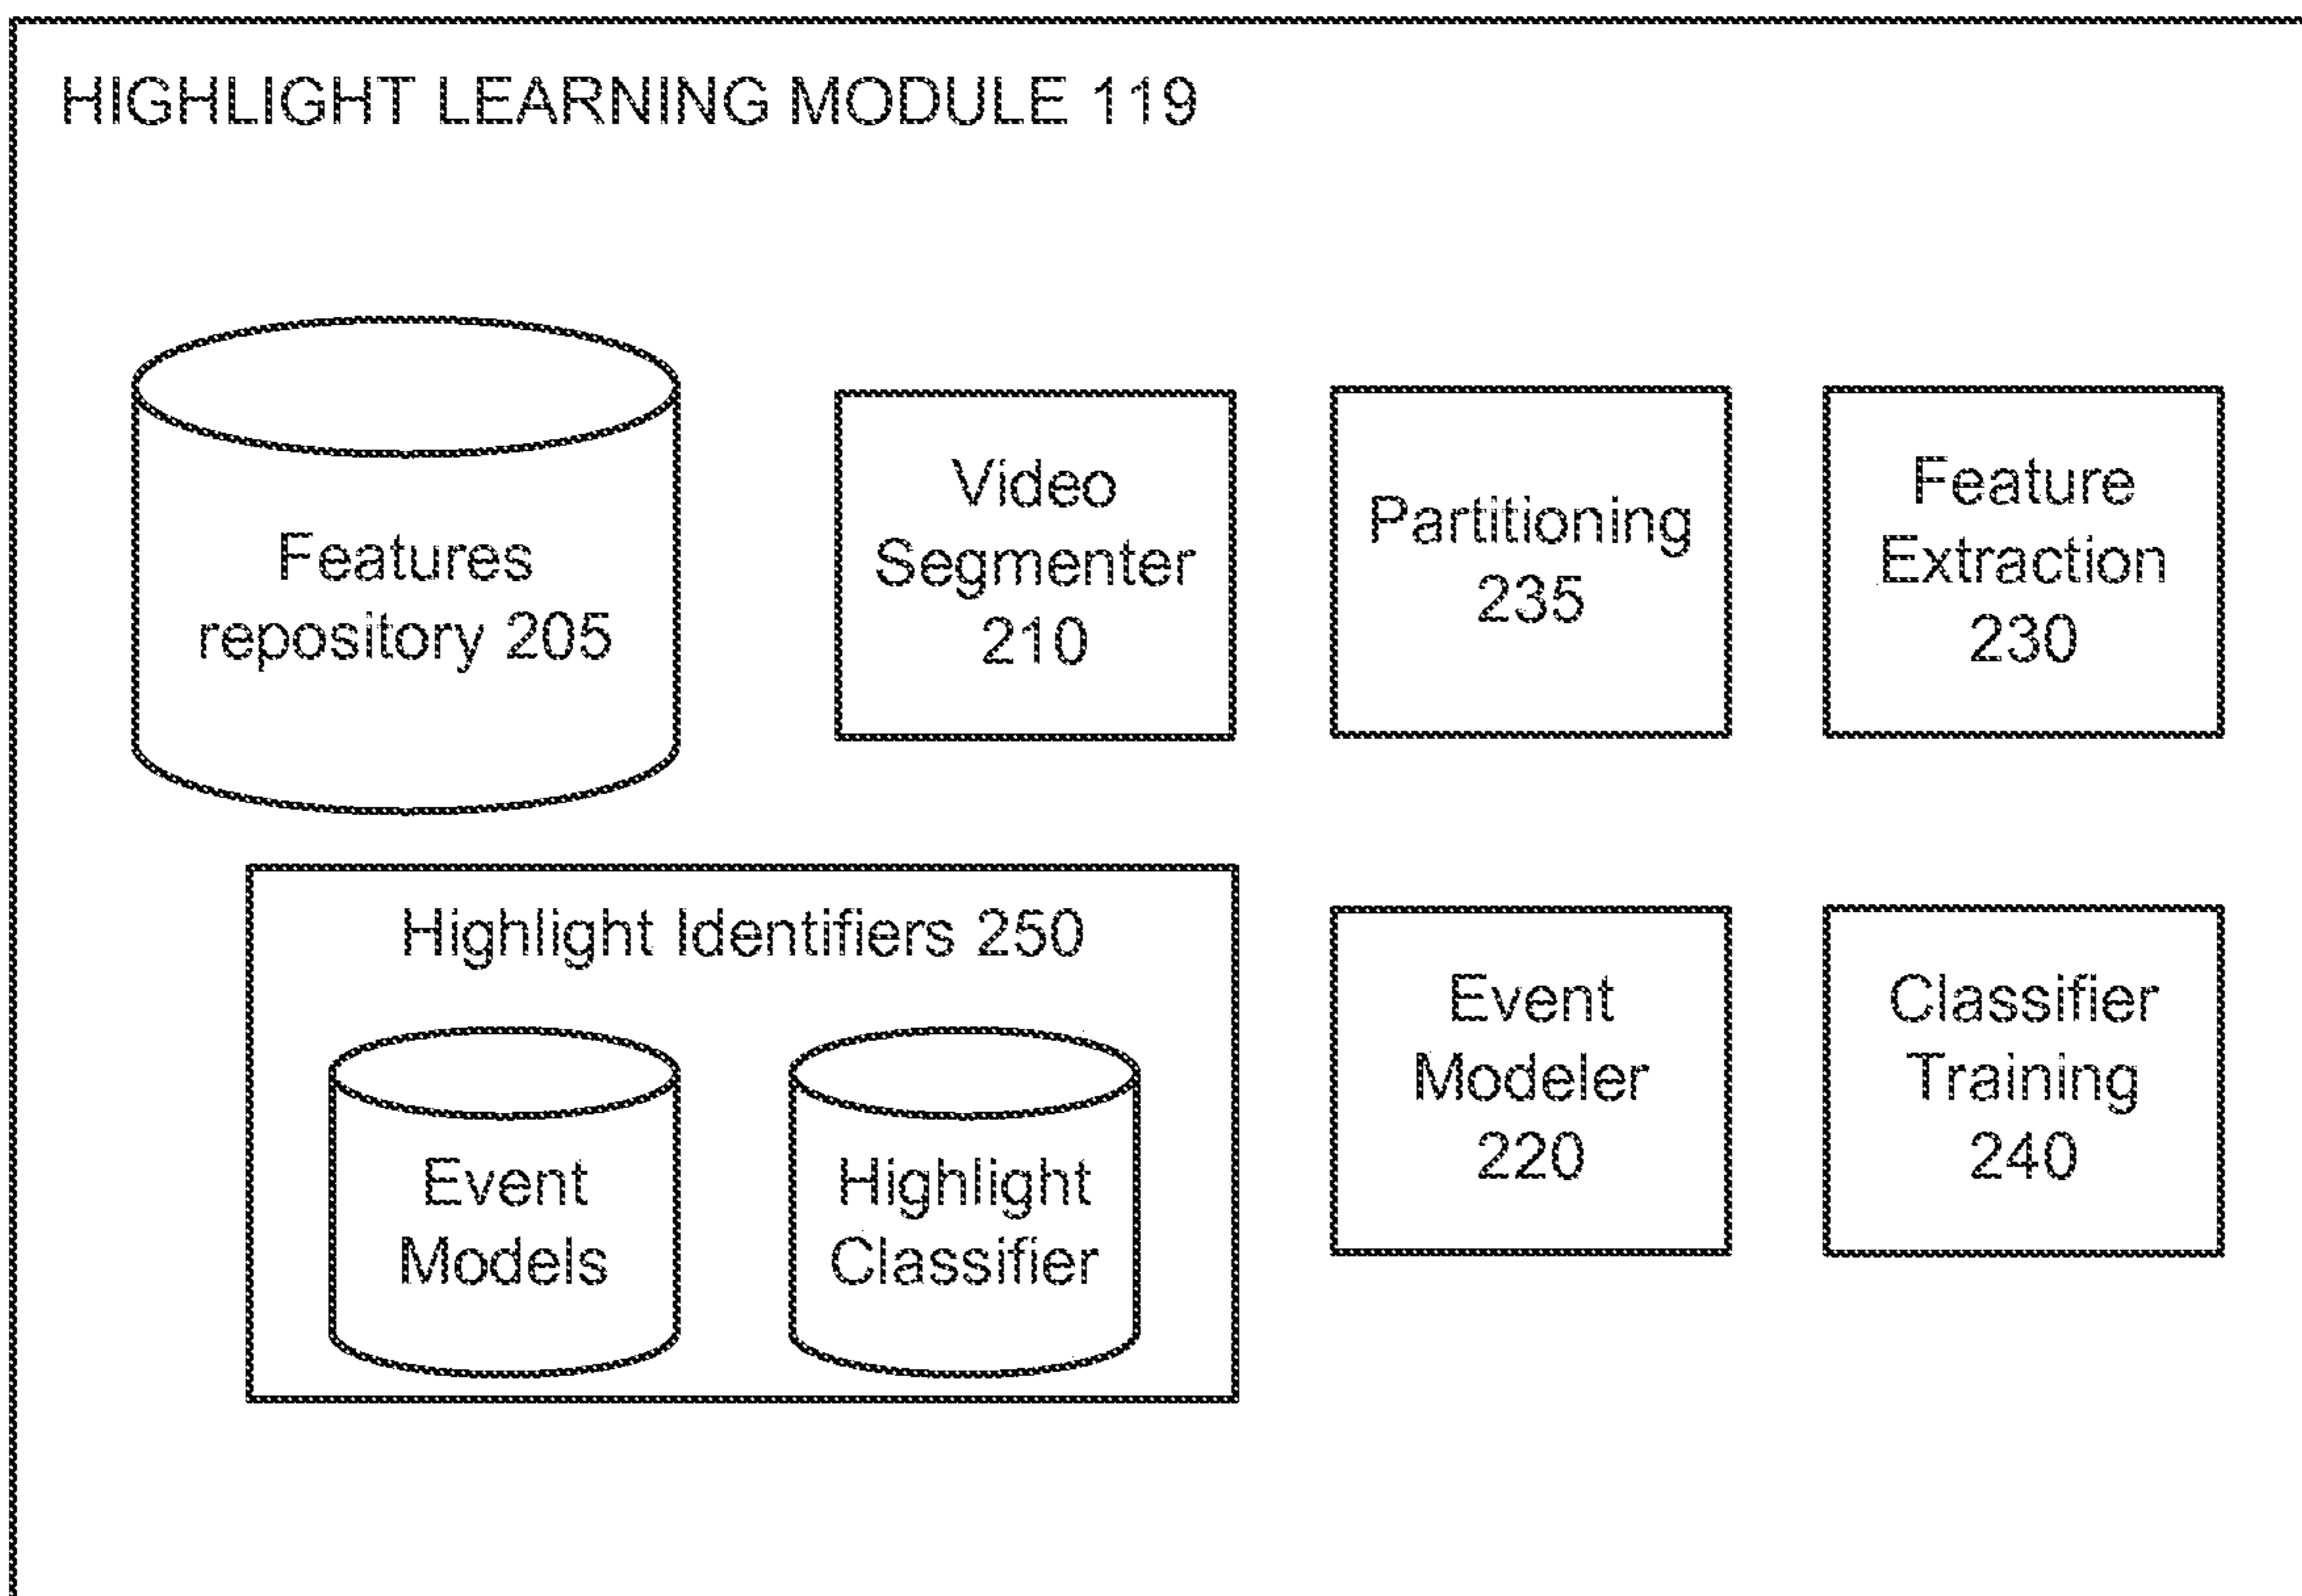 HIGHLIGHT LEARNING MODULE 119
Features
repository 205
Video
Segmenter
210
Partitioning
235
Feature
Extraction
230
Highlight Identifiers 250
Event
Models
Highlight
Classifier
Event
Modeler
220
Classifier
Training
240